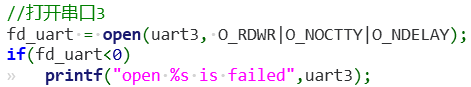 //打开串口3
fd_uart = open(uart3, O_RDWR|O_NOCTTY|O_NDELAY);
if(fd_uart<0)
    printf("open %s is failed",uart3);